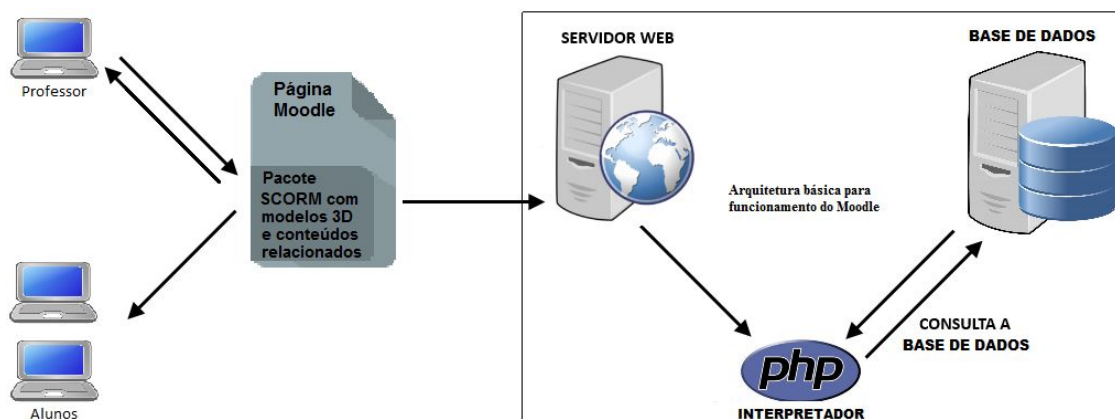 Professor
Página
Moodle
Pacote
SCORM com
modelos 3D
e conteúdos
relacionados
Alunos
SERVIDOR WEB
BASE DE DADOS
Arquitetura básica para
funcionamento do Moodle
CONSULTA A
BASE DE DADOS
php
INTERPRETADOR